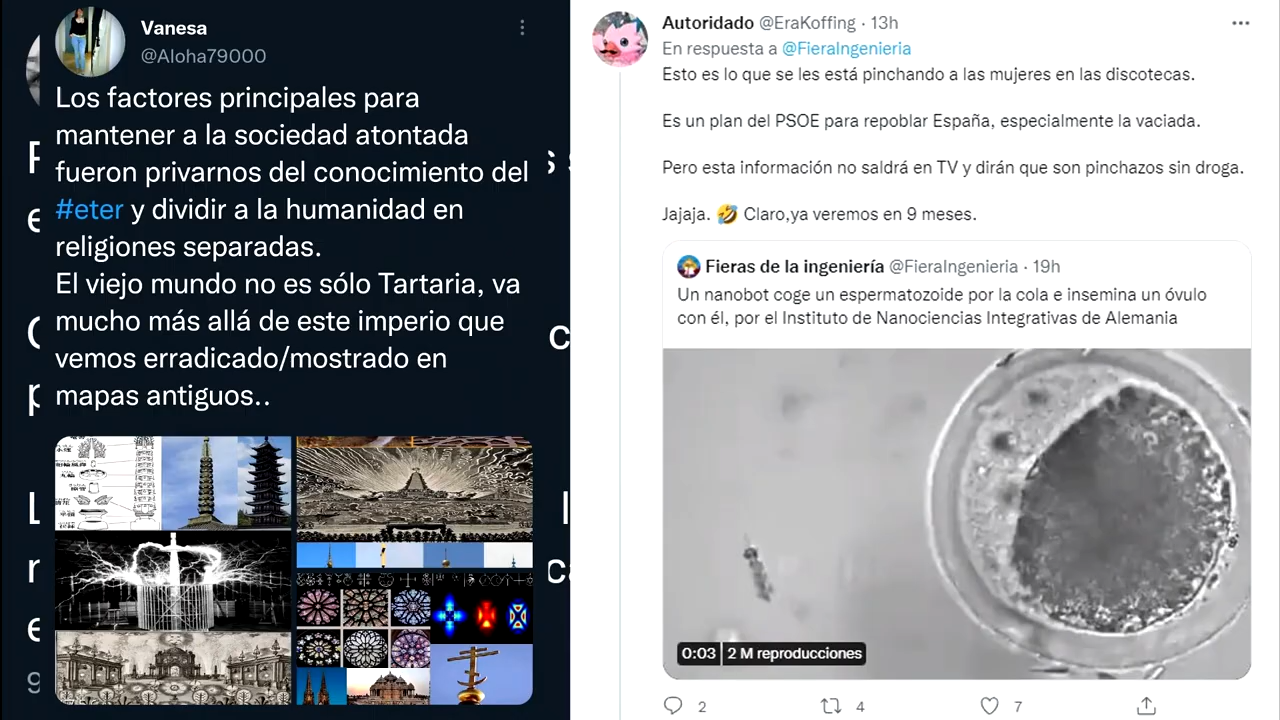 Vanesa
@Aloha79000
Los factores principales para
mantener a la sociedad atontada
fueron privarnos del conocimiento del
#eter y dividir a la humanidad en
religiones separadas.
El viejo mundo no es sólo Tartaria, va
mucho más allá de este imperio que
vemos erradicado/mostrado en
mapas antiguos..
Autoridado @EraKoffing · 13h
En respuesta a @FieraIngenieria
Esto es lo que se les está pinchando a las mujeres en las discotecas.
Es un plan del PSOE para repoblar España, especialmente la vaciada.
Pero esta información no saldrá en TV y dirán que son pinchazos sin droga.
Jajaja. 🤣 Claro,ya veremos en 9 meses.
Fieras de la ingeniería @FieraIngenieria · 19h
Un nanobot coge un espermatozoide por la cola e insemina un óvulo
con él, por el Instituto de Nanociencias Integrativas de Alemania
0:03 2 M reproducciones
2 4 7